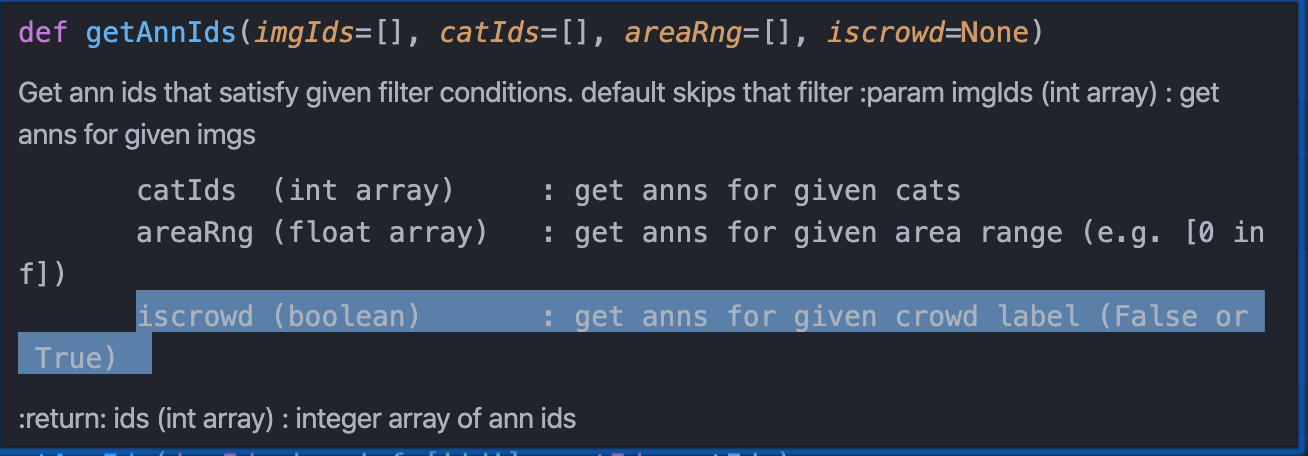 def getAnnIds(imgIds=[], catIds=[], areaRng=[], iscrowd=None)
Get ann ids that satisfy given filter conditions. default skips that filter :param imgIds (int array) : get
anns for given imgs
catIds  (int array)     : get anns for given cats
areaRng (float array)   : get anns for given area range (e.g. [0 in
f])
iscrowd (boolean)       : get anns for given crowd label (False or
True)
:return: ids (int array) : integer array of ann ids